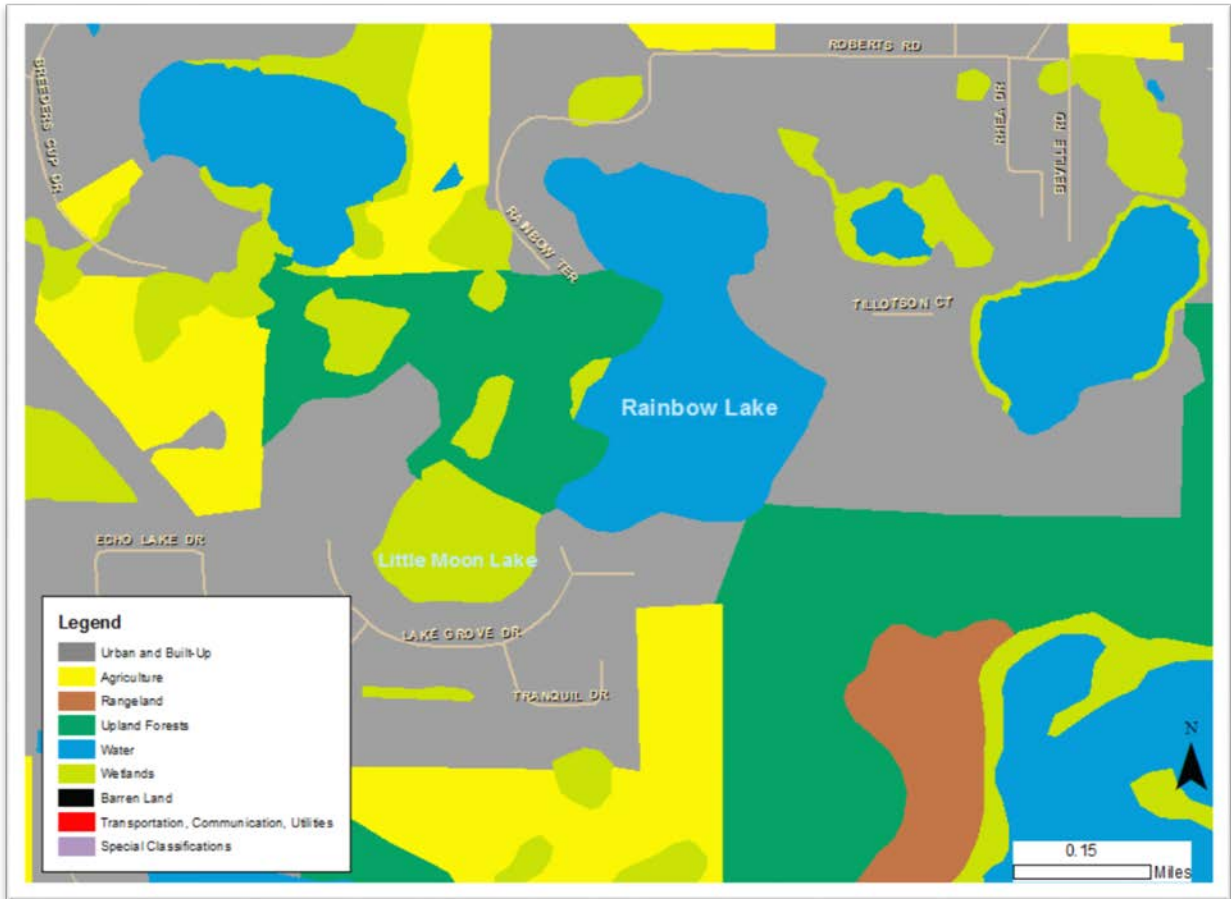 ROBERTS RD
BREEDERS CUP DR
RHEA DR
BEVILLE RD
RAINBOW TER
TILLOTSON CT
Rainbow Lake
ECHO LAKE DR
Little Moon Lake
LAKE GROVE DR
TRANQUIL DR
Legend
Urban and Built-Up
Agriculture
Rangeland
Upland Forests
Water
Wetlands
Barren Land
Transportation, Communication, Utilities
Special Classifications
N
0.15
Miles